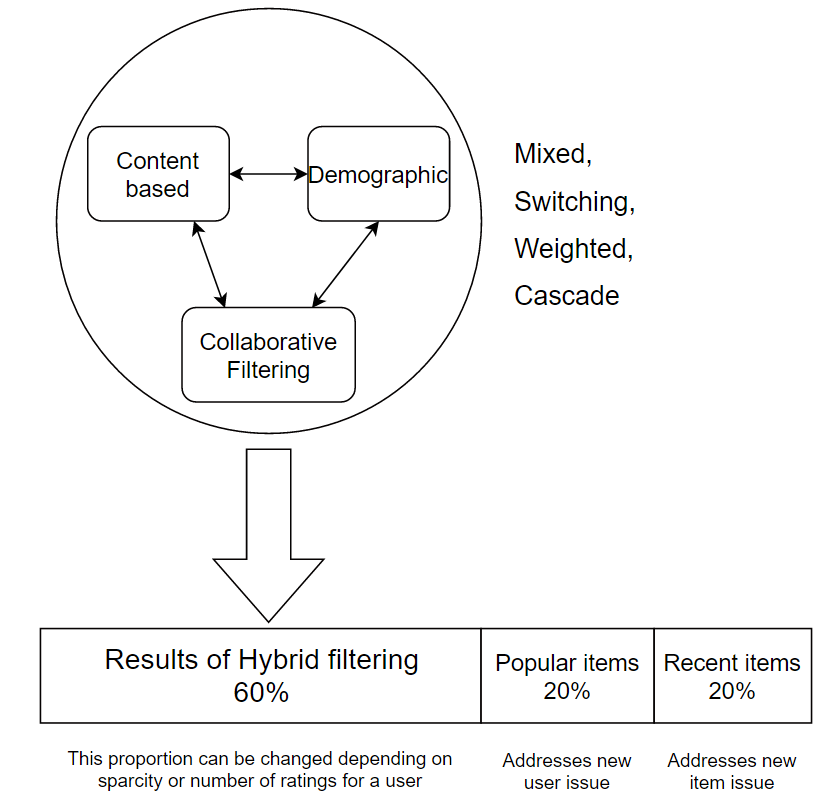 Content
based
Demographic
Mixed,
Switching,
Weighted,
Cascade
Collaborative
Filtering
Results of Hybrid filtering
60%
Popular items
20%
Recent items
20%
This proportion can be changed depending on
sparcity or number of ratings for a user
Addresses new
user issue
Addresses new
item issue